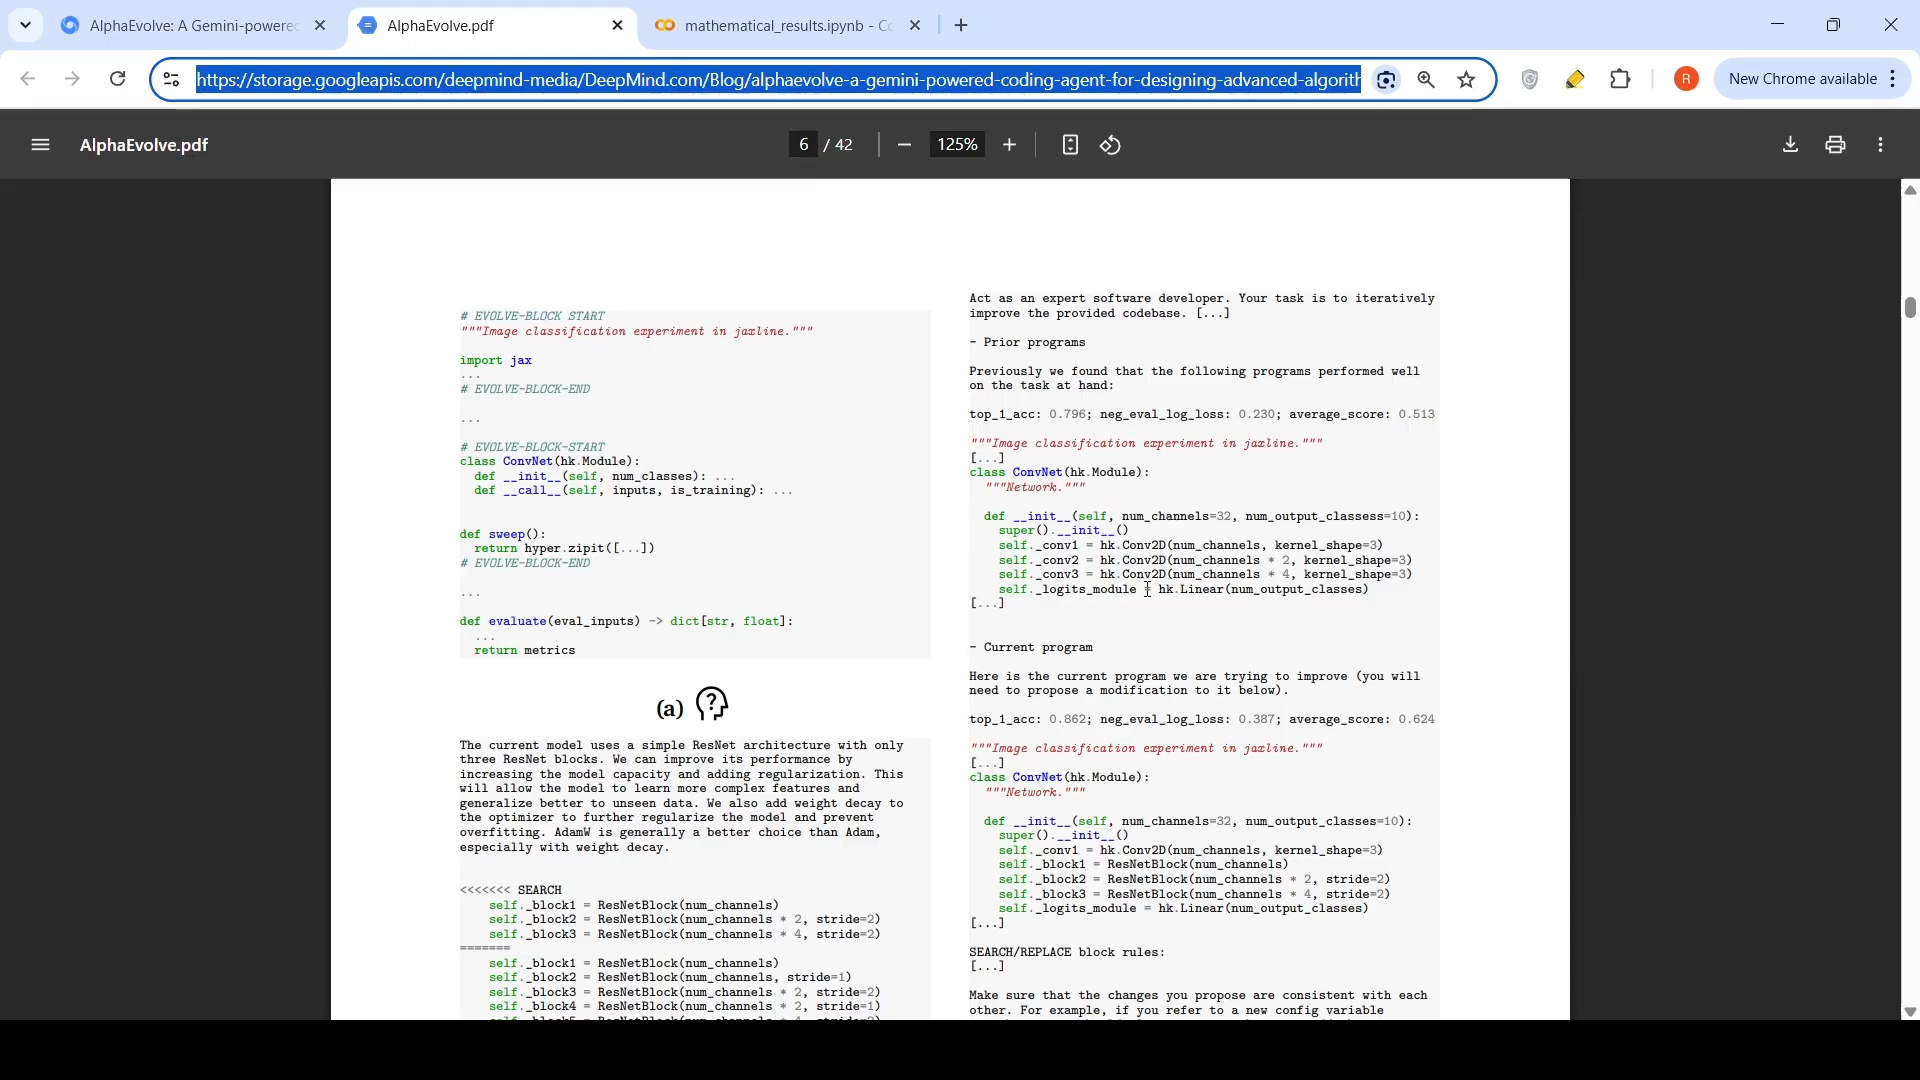 AlphaEvolve: A Gemini-powere
AlphaEvolve.pdf
mathematical_results.ipynb - Co
https://storage.googleapis.com/deepmind-media/DeepMind.com/Blog/alphaevolve-a-gemini-powered-coding-agent-for-designing-advanced-algorith
R
New Chrome available
AlphaEvolve.pdf
6 / 42
125%
# EVOLVE-BLOCK START
"""Image classification experiment in jaxline."""
import jax
...
# EVOLVE-BLOCK-END
...
# EVOLVE-BLOCK-START
class ConvNet(hk.Module):
def __init__(self, num_classes): ...
def __call__(self, inputs, is_training): ...
def sweep():
return hyper.zipit([...])
# EVOLVE-BLOCK-END
...
def evaluate(eval_inputs) -> dict[str, float]:
...
return metrics
(a)
The current model uses a simple ResNet architecture with only
three ResNet blocks. We can improve its performance by
increasing the model capacity and adding regularization. This
will allow the model to learn more complex features and
generalize better to unseen data. We also add weight decay to
the optimizer to further regularize the model and prevent
overfitting. AdamW is generally a better choice than Adam,
especially with weight decay.
<<<<<<< SEARCH
self._block1 = ResNetBlock(num_channels)
self._block2 = ResNetBlock(num_channels * 2, stride=2)
self._block3 = ResNetBlock(num_channels * 4, stride=2)
=======
self._block1 = ResNetBlock(num_channels)
self._block2 = ResNetBlock(num_channels, stride=1)
self._block3 = ResNetBlock(num_channels * 2, stride=2)
self._block4 = ResNetBlock(num_channels * 2, stride=1)
Act as an expert software developer. Your task is to iteratively
improve the provided codebase. [...]
- Prior programs
Previously we found that the following programs performed well
on the task at hand:
top_1_acc: 0.796; neg_eval_log_loss: 0.230; average_score: 0.513
"""Image classification experiment in jaxline."""
[...]
class ConvNet(hk.Module):
"""Network."""
def __init__(self, num_channels=32, num_output_classess=10):
super().__init__()
self._conv1 = hk.Conv2D(num_channels, kernel_shape=3)
self._conv2 = hk.Conv2D(num_channels * 2, kernel_shape=3)
self._conv3 = hk.Conv2D(num_channels * 4, kernel_shape=3)
self._logits_module = hk.Linear(num_output_classes)
[...]
- Current program
Here is the current program we are trying to improve (you will
need to propose a modification to it below).
top_1_acc: 0.862; neg_eval_log_loss: 0.387; average_score: 0.624
"""Image classification experiment in jaxline."""
[...]
class ConvNet(hk.Module):
"""Network."""
def __init__(self, num_channels=32, num_output_classes=10):
super().__init__()
self._conv1 = hk.Conv2D(num_channels, kernel_shape=3)
self._block1 = ResNetBlock(num_channels)
self._block2 = ResNetBlock(num_channels * 2, stride=2)
self._block3 = ResNetBlock(num_channels * 4, stride=2)
self._logits_module = hk.Linear(num_output_classes)
[...]
SEARCH/REPLACE block rules:
[...]
Make sure that the changes you propose are consistent with each
other. For example, if you refer to a new config variable